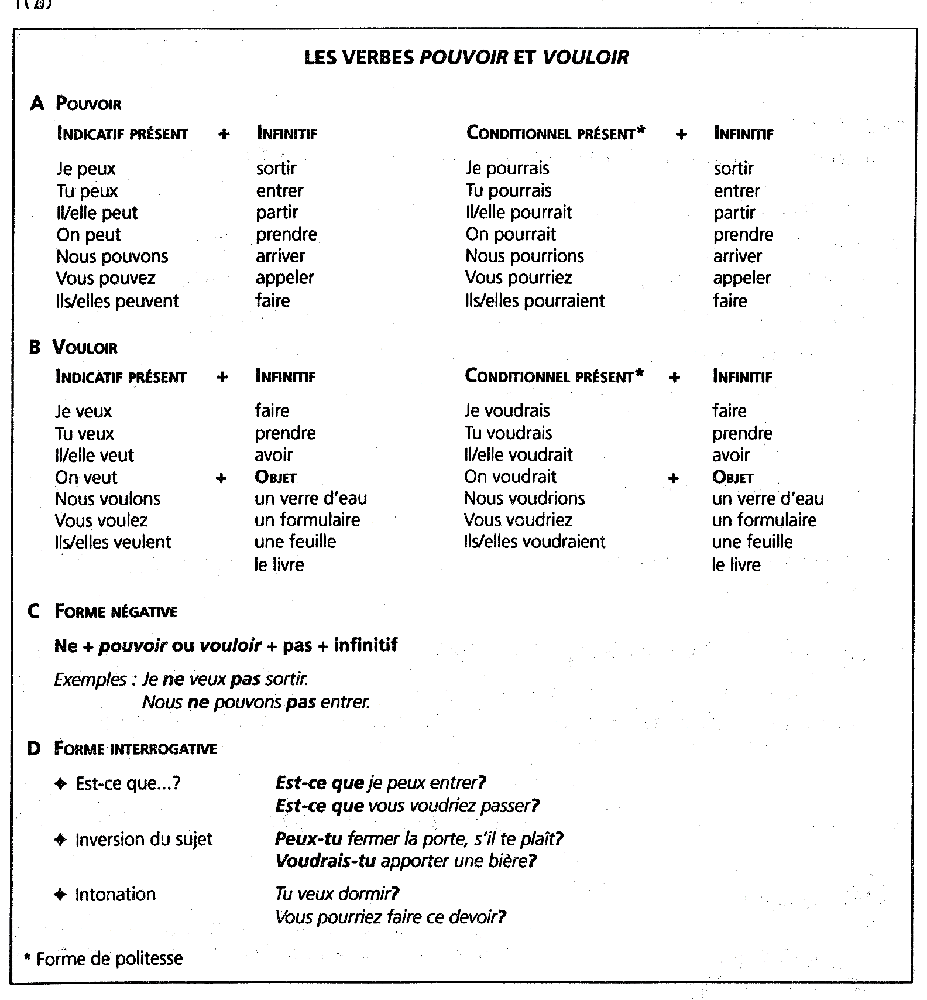 LES VERBES POUVOIR ET VOULOIR
A POUVOIR
INDICATIF PRÉSENT + INFINITIF CONDITIONNEL PRÉSENT* + INFINITIF
Je peux sortir Je pourrais sortir
Tu peux entrer Tu pourrais entrer
Il/elle peut partir Il/elle pourrait partir
On peut prendre On pourrait prendre
Nous pouvons arriver Nous pourrions arriver
Vous pouvez appeler Vous pourriez appeler
Ils/elles peuvent faire Ils/elles pourraient faire
B VOULOIR
INDICATIF PRÉSENT + INFINITIF CONDITIONNEL PRÉSENT* + INFINITIF
Je veux faire Je voudrais faire
Tu veux prendre Tu voudrais prendre
Il/elle veut avoir Il/elle voudrait avoir
On veut + OBJET On voudrait + OBJET
Nous voulons un verre d'eau Nous voudrions un verre d'eau
Vous voulez un formulaire Vous voudriez un formulaire
Ils/elles veulent une feuille Ils/elles voudraient une feuille
le livre le livre
C FORME NÉGATIVE
Ne + pouvoir ou vouloir + pas + infinitif
Exemples : Je ne veux pas sortir.
Nous ne pouvons pas entrer.
D FORME INTERROGATIVE
✦ Est-ce que...? Est-ce que je peux entrer?
Est-ce que vous voudriez passer?
✦ Inversion du sujet Peux-tu fermer la porte, s'il te plaît?
Voudrais-tu apporter une bière?
✦ Intonation Tu veux dormir?
Vous pourriez faire ce devoir?
* Forme de politesse